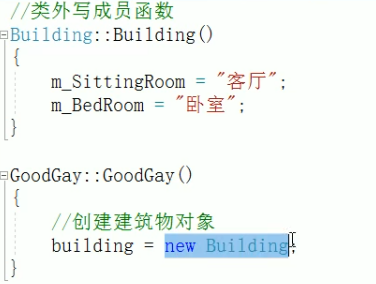 //类外写成员函数
Building::Building()
{
m_SittingRoom = "客厅";
m_BedRoom = "卧室";
}
GoodGay::GoodGay()
{
//创建建筑物对象
building = new Building;
}